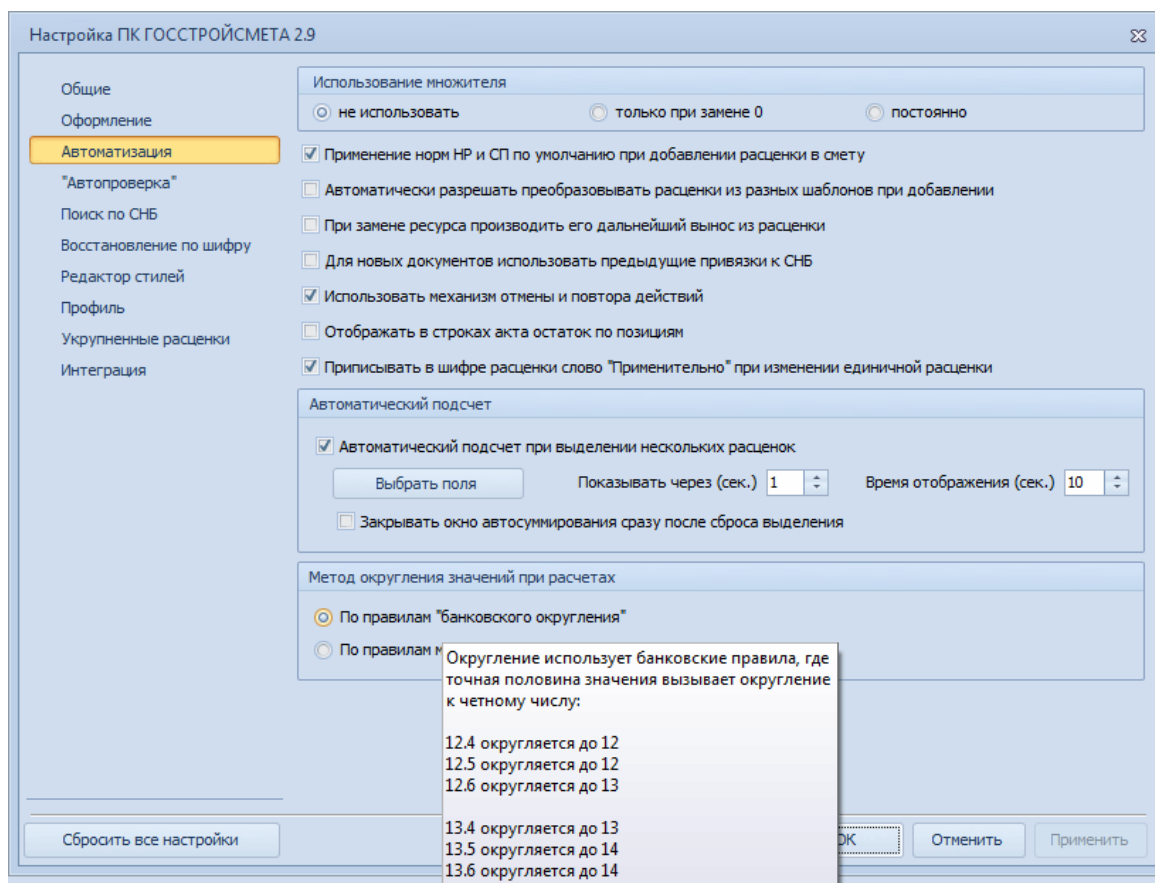 Настройка ПК ГОССТРОЙСМЕТА 2.9
Общие
Оформление
Автоматизация
"Автопроверка"
Поиск по СНБ
Восстановление по шифру
Редактор стилей
Профиль
Укрупненные расценки
Интеграция
Использование множителя
не использовать только при замене 0 постоянно
Применение норм НР и СП по умолчанию при добавлении расценки в смету
Автоматически разрешать преобразовывать расценки из разных шаблонов при добавлении
При замене ресурса производить его дальнейший вынос из расценки
Для новых документов использовать предыдущие привязки к СНБ
Использовать механизм отмены и повтора действий
Отображать в строках акта остаток по позициям
Приписывать в шифре расценки слово "Применительно" при изменении единичной расценки
Автоматический подсчет
Автоматический подсчет при выделении нескольких расценок
Выбрать поля Показывать через (сек.) 1 Время отображения (сек.) 10
Закрывать окно автосуммирования сразу после сброса выделения
Метод округления значений при расчетах
По правилам "банковского округления"
По правилам
Округление использует банковские правила, где
точная половина значения вызывает округление
к четному числу:
12.4 округляется до 12
12.5 округляется до 12
12.6 округляется до 13
13.4 округляется до 13
13.5 округляется до 14
13.6 округляется до 14
Сбросить все настройки ОК Отменить Применить